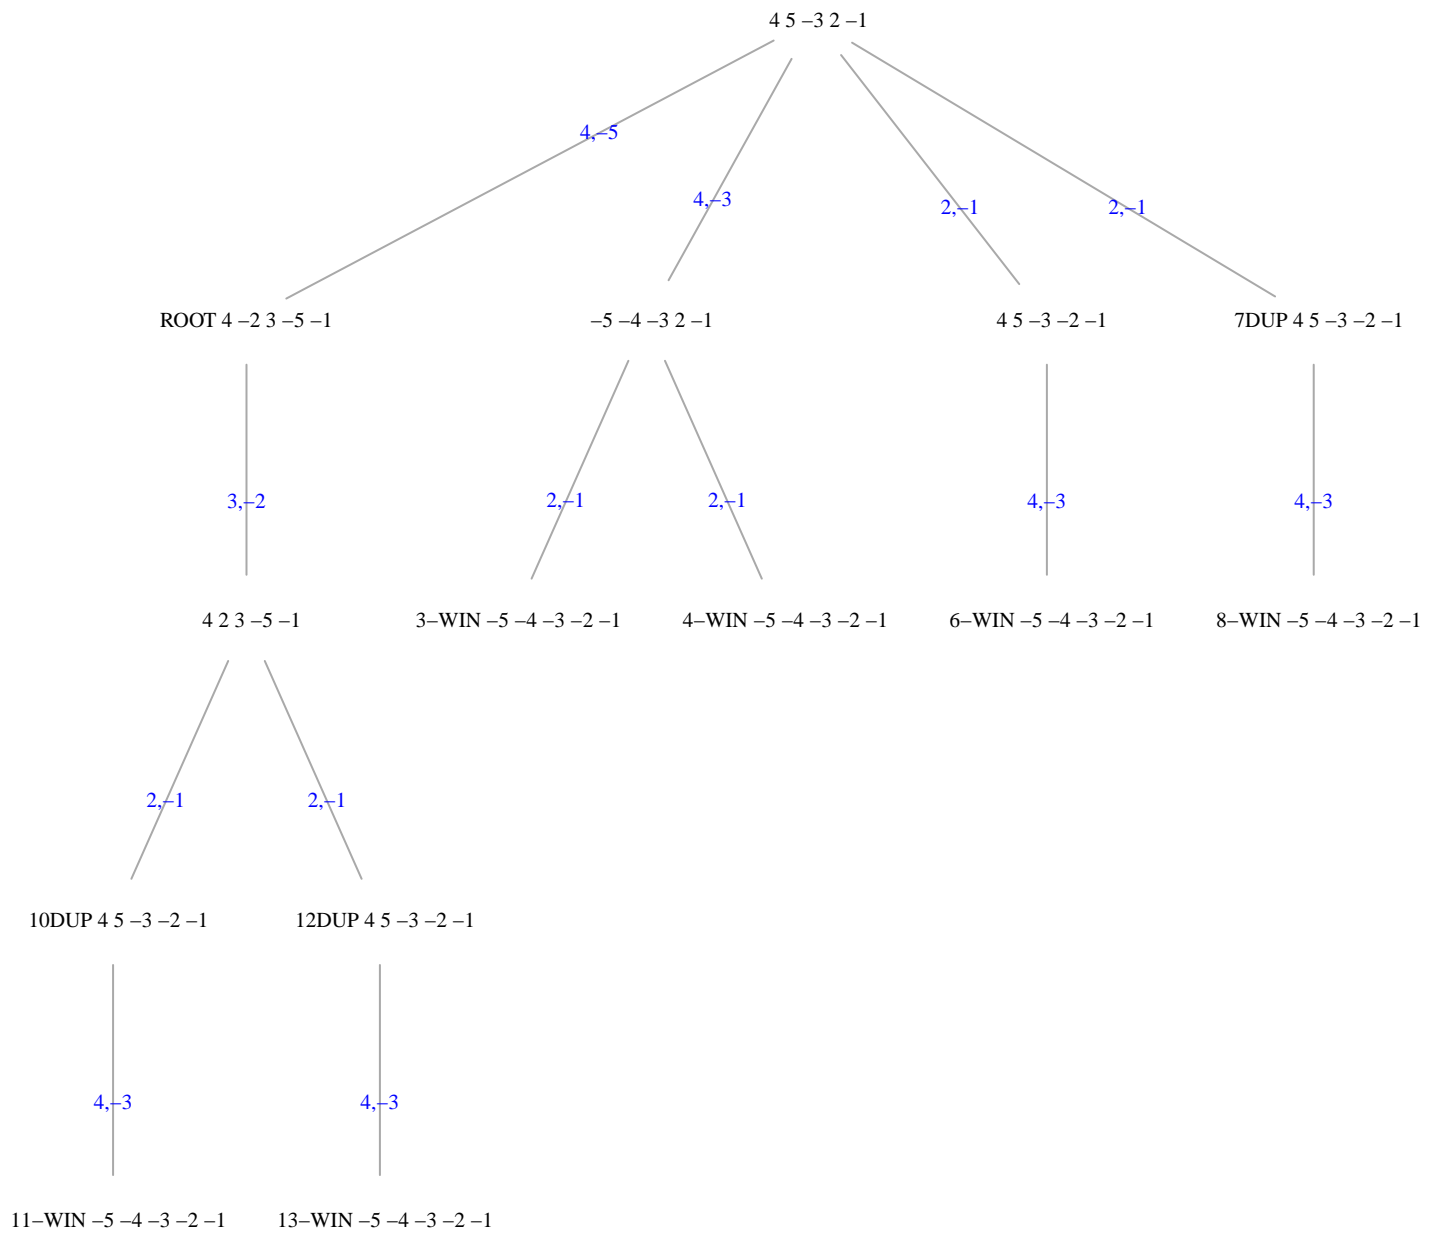 4 5 −3 2 −1
4,−5
4,−3
2,−1
2,−1
ROOT 4 −2 3 −5 −1
−5 −4 −3 2 −1
4 5 −3 −2 −1
7DUP 4 5 −3 −2 −1
3,−2
2,−1
2,−1
4,−3
4,−3
4 2 3 −5 −1
3−WIN −5 −4 −3 −2 −1
4−WIN −5 −4 −3 −2 −1
6−WIN −5 −4 −3 −2 −1
8−WIN −5 −4 −3 −2 −1
2,−1
2,−1
10DUP 4 5 −3 −2 −1
12DUP 4 5 −3 −2 −1
4,−3
4,−3
11−WIN −5 −4 −3 −2 −1
13−WIN −5 −4 −3 −2 −1